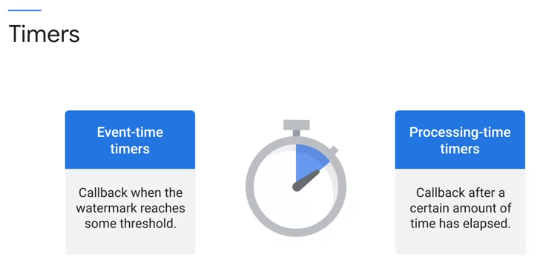 Timers
Event-time
timers
Callback when the
watermark reaches
some threshold.
Processing-time
timers
Callback after a
certain amount of
time has elapsed.